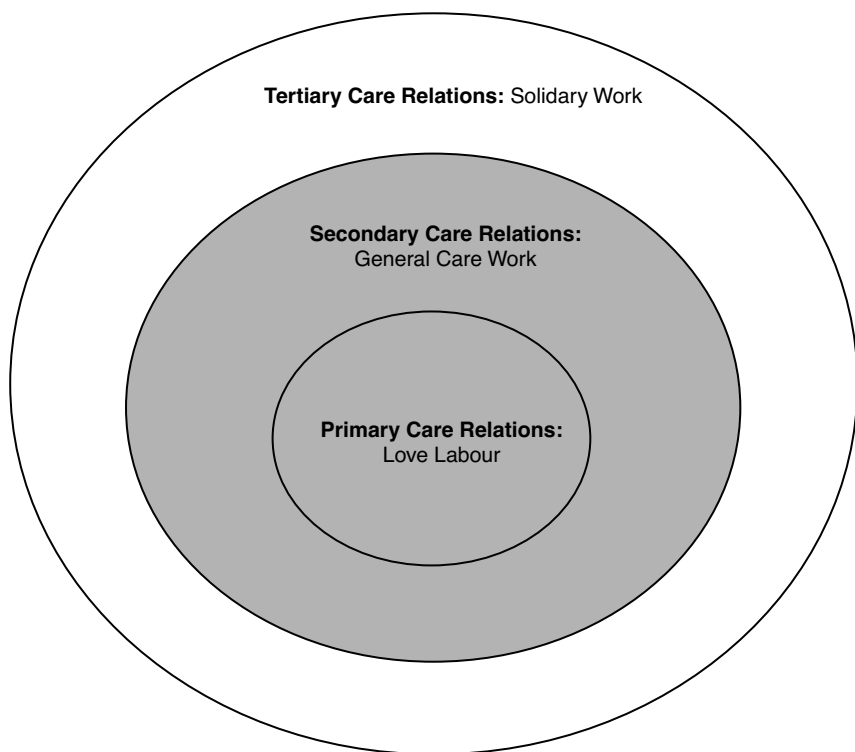 Tertiary Care Relations: Solidary Work
Secondary Care Relations:
General Care Work
Primary Care Relations:
Love Labour